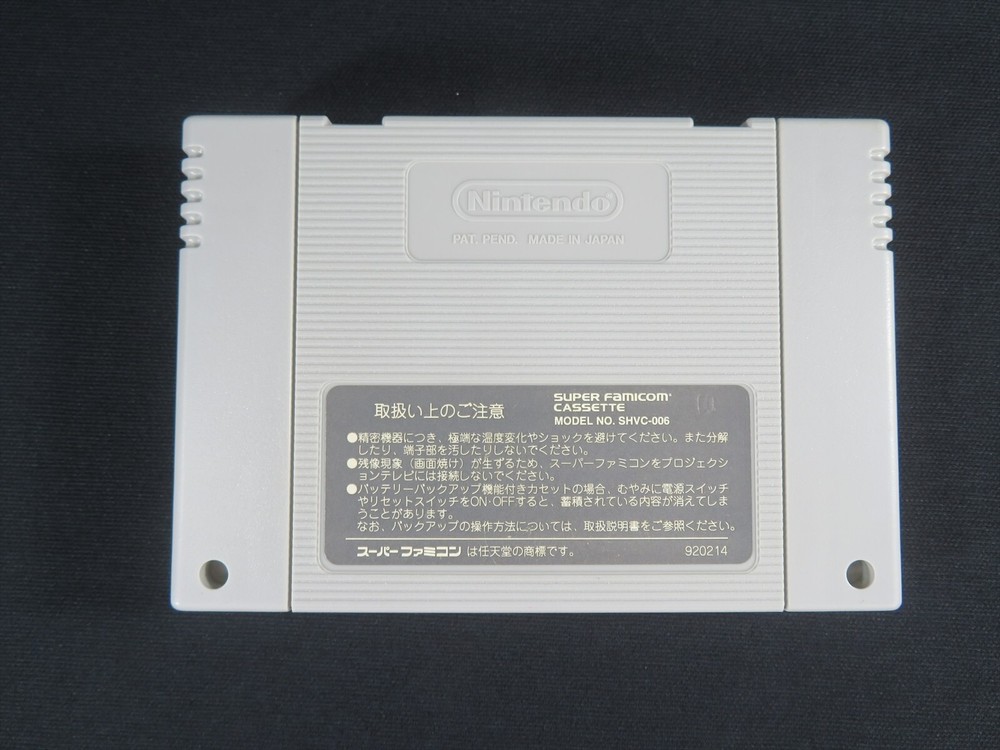 Nintendo
PAT. PEND. MADE IN JAPAN
取扱い上のご注意
SUPER FAMICOM
CASSETTE
MODEL NO. SHVC-006
●精密機器につき、極端な温度変化やショックを避けてください。また分解
したり、端子部を汚したりしないでください。
●残像現象（画面焼け）が生ずるため、スーパーファミコンをプロジェクシ
ョンテレビには接続しないでください。
●バッテリーバックアップ機能付きカセットの場合、むやみに電源スイッチ
やリセットスイッチをON・OFFすると、蓄積されている内容が消えてしま
うことがあります。
なお、バックアップの操作方法については、取扱説明書をご参照ください。
スーパーファミコン は任天堂の商標です。
920214